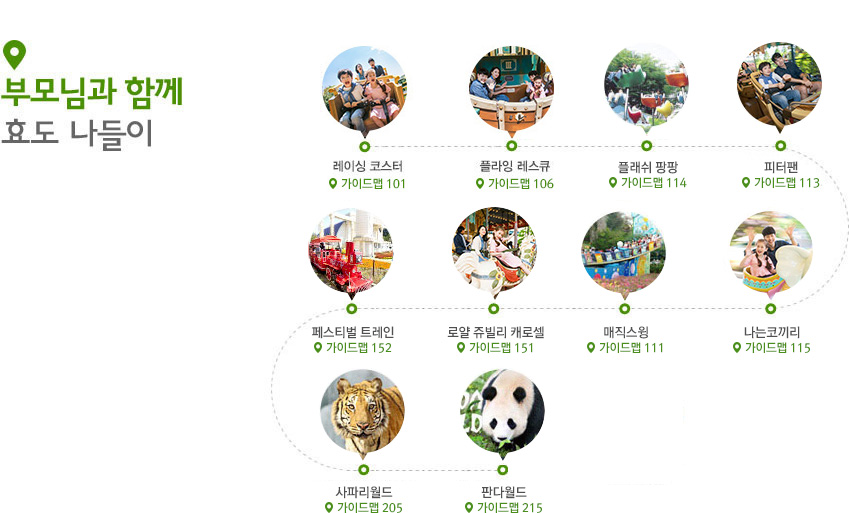 부모님과 함께
효도 나들이
레이싱 코스터
가이드맵 101
플라잉 레스큐
가이드맵 106
플래쉬 팡팡
가이드맵 114
피터팬
가이드맵 113
페스티벌 트레인
가이드맵 152
로얄 쥬빌리 캐로셀
가이드맵 151
매직스윙
가이드맵 111
나는코끼리
가이드맵 115
사파리월드
가이드맵 205
판다월드
가이드맵 215